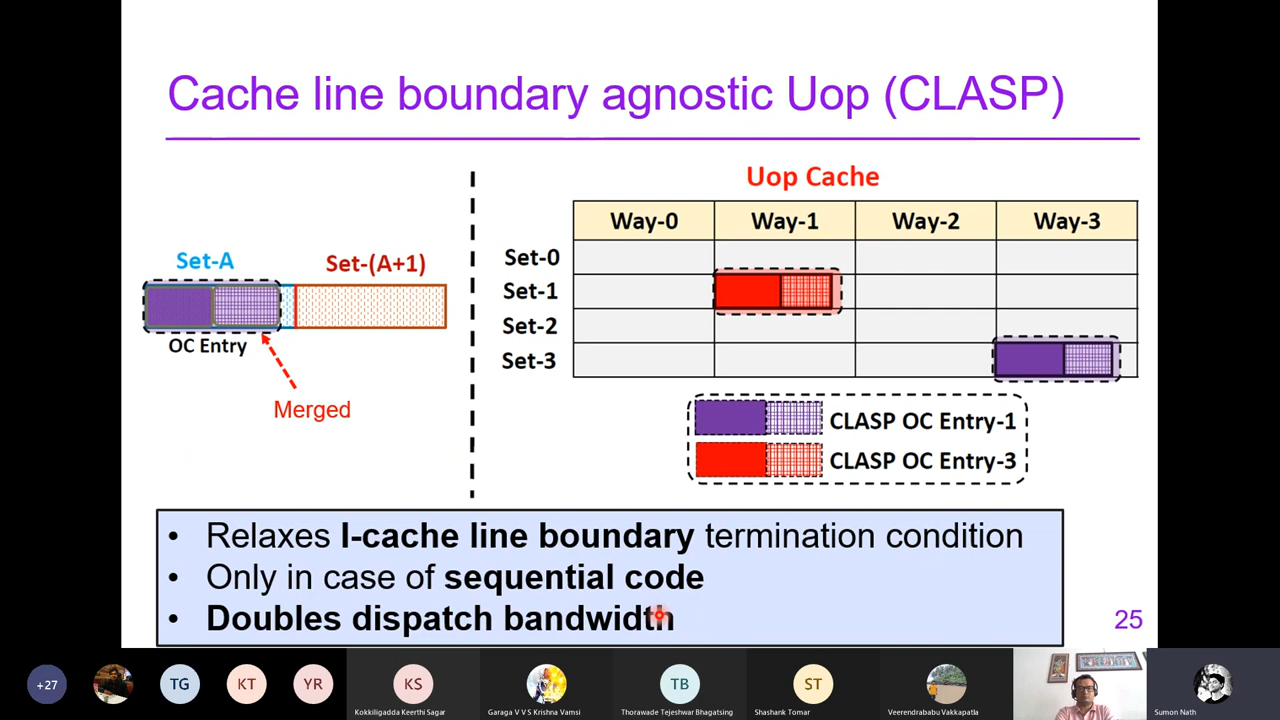 Cache line boundary agnostic Uop (CLASP)
Set-A
Set-(A+1)
OC Entry
Merged
Uop Cache
Way-0 Way-1 Way-2 Way-3
Set-0
Set-1
Set-2
Set-3
CLASP OC Entry-1
CLASP OC Entry-3
• Relaxes I-cache line boundary termination condition
• Only in case of sequential code
• Doubles dispatch bandwidth
25
+27
TG
KT
YR
KS
TB
ST
Kokkiligadda Keerthi Sagar
Garaga V V S Krishna Vamsi
Thorawade Tejeshwar Bhagatsing
Shashank Tomar
Veerendrababu Vakkapatla
Sumon Nath